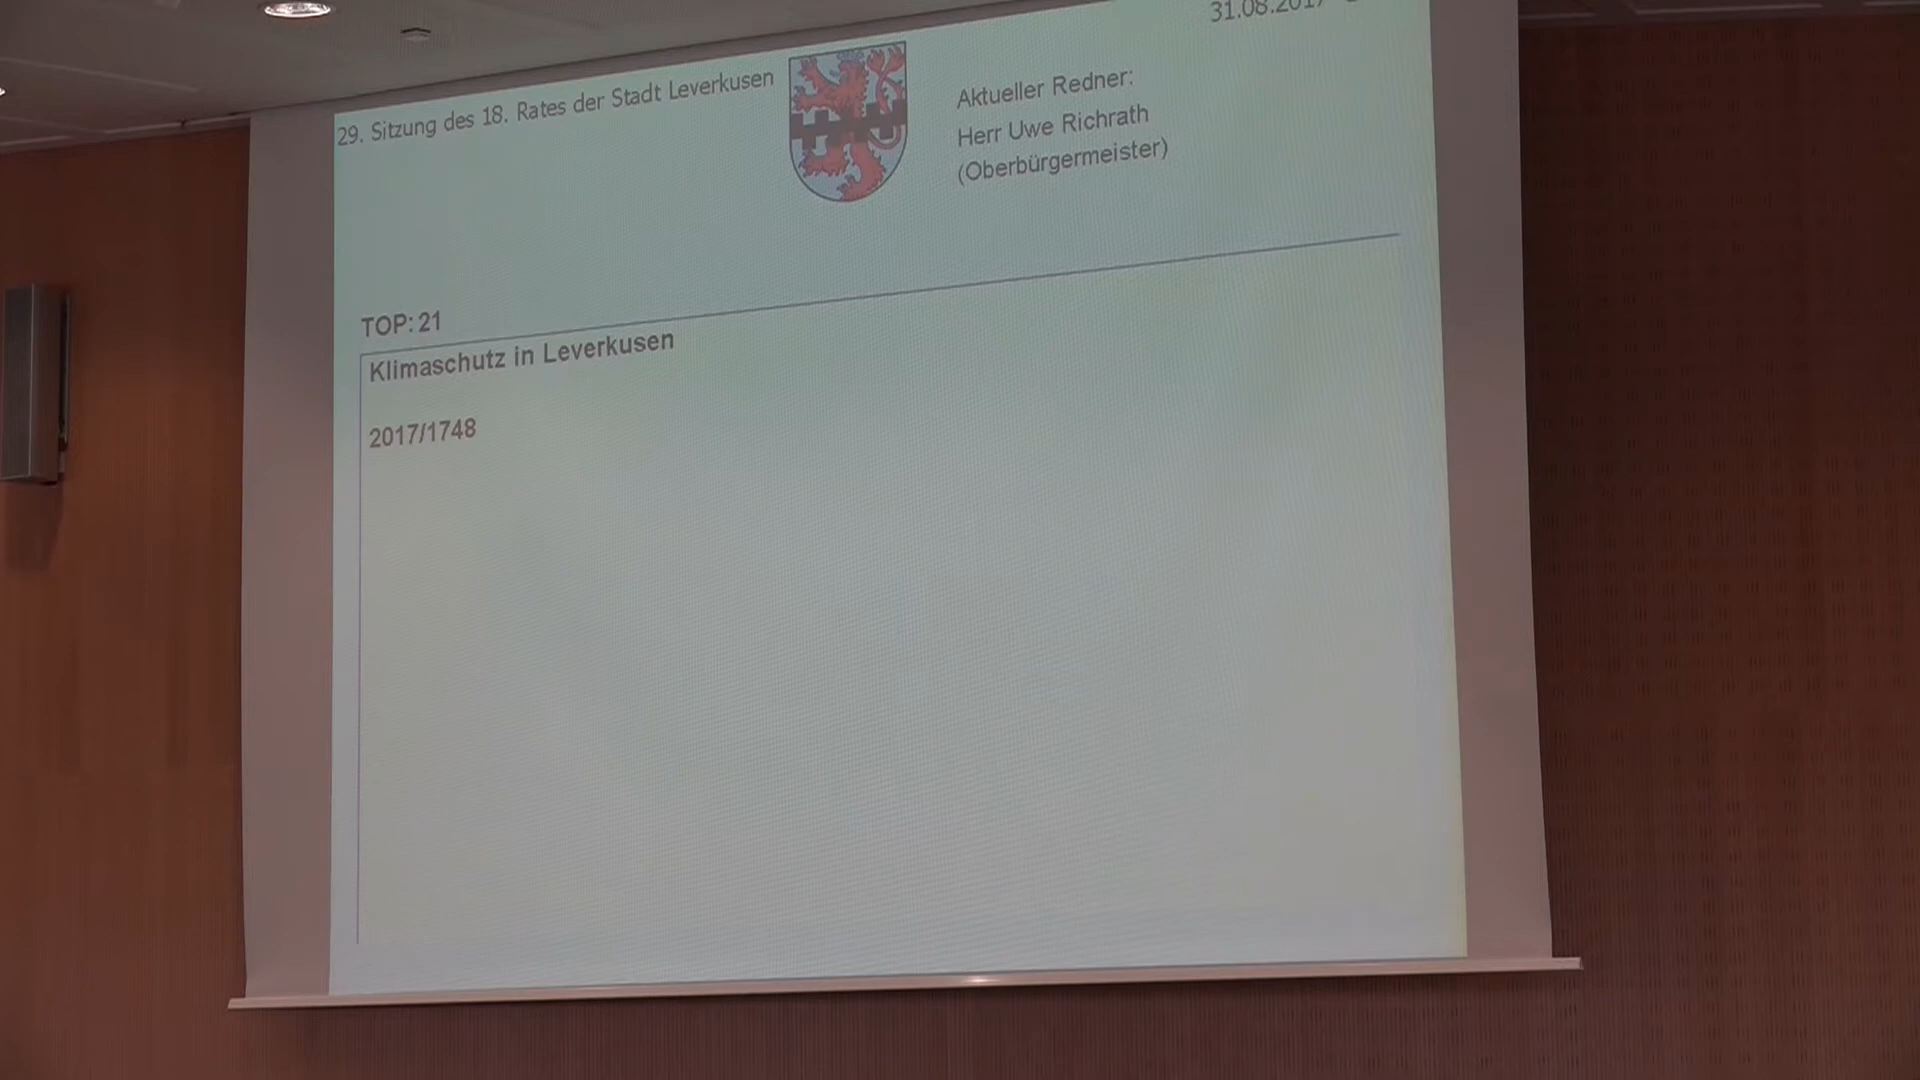 29. Sitzung des 18. Rates der Stadt Leverkusen
31.08.2017
Aktueller Redner:
Herr Uwe Richrath
(Oberbürgermeister)
TOP: 21
Klimaschutz in Leverkusen
2017/1748